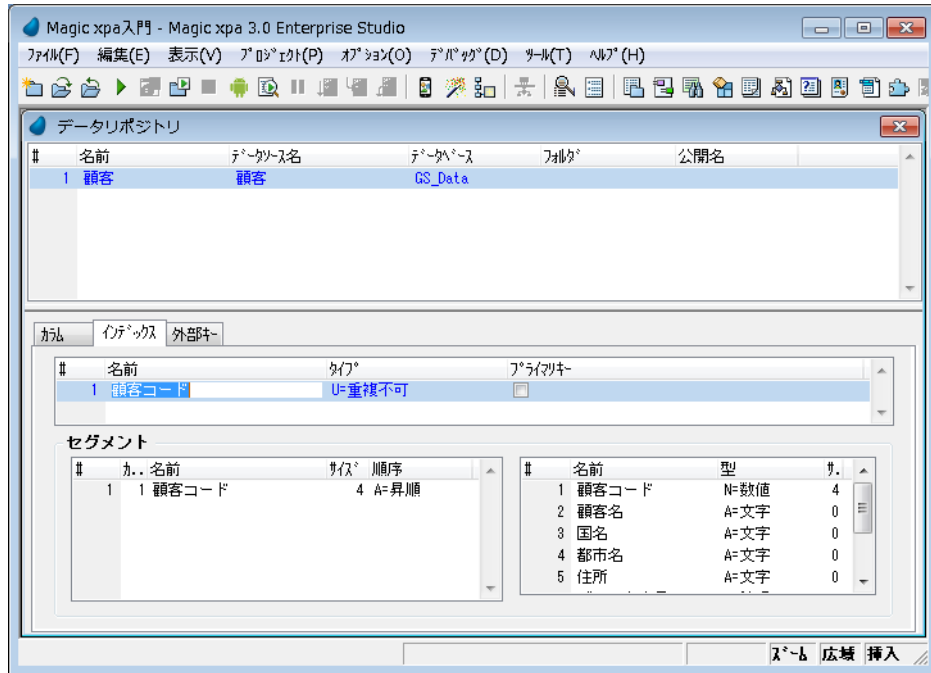 Magic xpa入門 - Magic xpa 3.0 Enterprise Studio
ﾌｧｲﾙ(F) 編集(E) 表示(V) ﾌﾟﾛｼﾞｪｸﾄ(P) ｵﾌﾟｼｮﾝ(O) ﾃﾞﾊﾞｯｸﾞ(D) ﾂｰﾙ(T) ﾍﾙﾌﾟ(H)
データリポジトリ
# 名前 ﾃﾞｰﾀｿｰｽ名 ﾃﾞｰﾀﾍﾞｰｽ ﾌｫﾙﾀﾞ 公開名
1 顧客 顧客 GS_Data
ｶﾗﾑ ｲﾝﾃﾞｯｸｽ 外部ｷｰ
# 名前 ﾀｲﾌﾟ ﾌﾟﾗｲﾏﾘｷｰ
1 顧客コード U=重複不可
セグメント
# ｶ.. 名前 ｻｲｽﾞ 順序
1 1 顧客コード 4 A=昇順
# 名前 型 ｻ.
1 顧客コード N=数値 4
2 顧客名 A=文字 0
3 国名 A=文字 0
4 都市名 A=文字 0
5 住所 A=文字 0
ｽﾞｰﾑ 広域 挿入